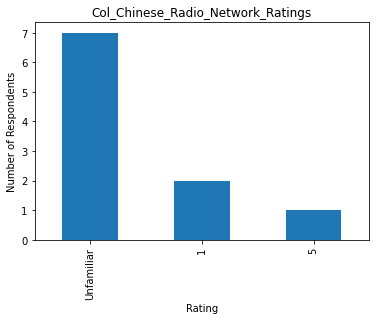 Col_Chinese_Radio_Network_Ratings
Number of Respondents
7
6
5
4
3
2
1
0
Unfamiliar
1
5
Rating